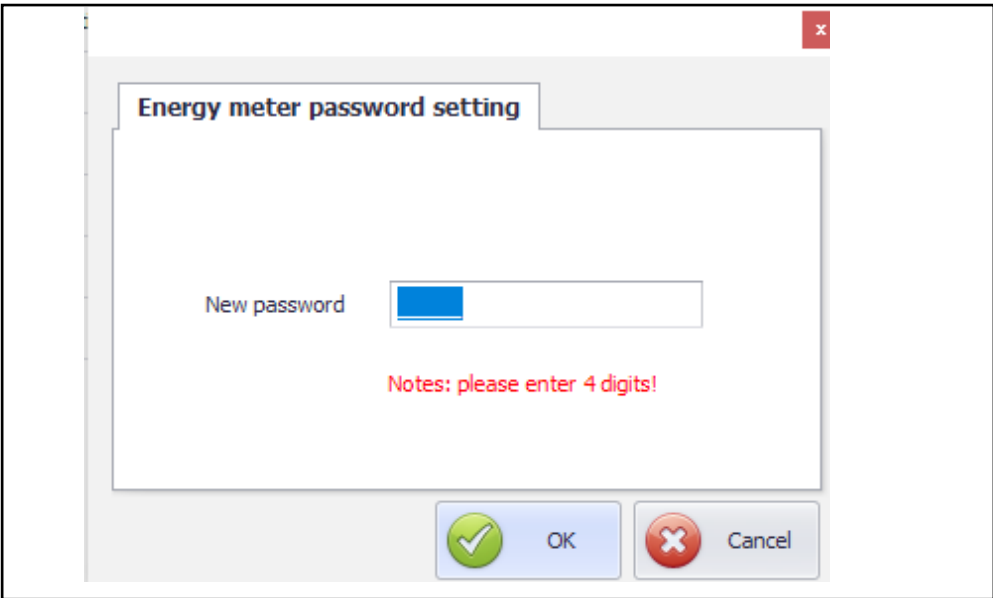 x
Energy meter password setting
New password
Notes: please enter 4 digits!
OK
Cancel